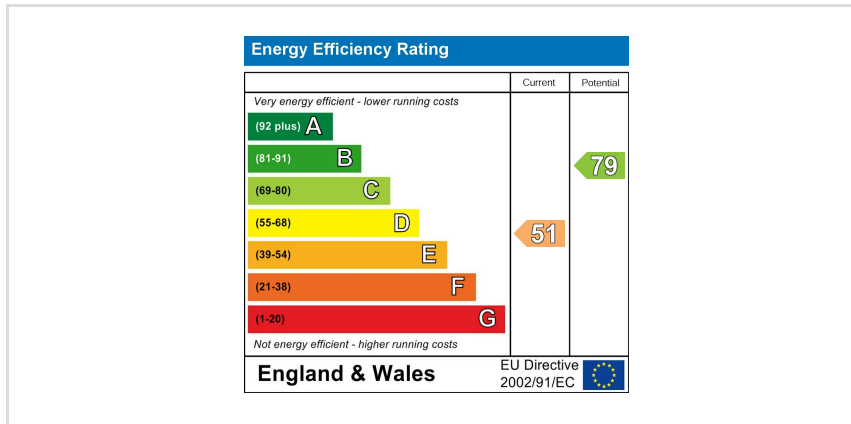 Energy Efficiency Rating
Current Potential
Very energy efficient - lower running costs
(92 plus) A
(81-91) B
79
(69-80) C
(55-68) D
51
(39-54) E
(21-38) F
(1-20) G
Not energy efficient - higher running costs
England & Wales
EU Directive
2002/91/EC